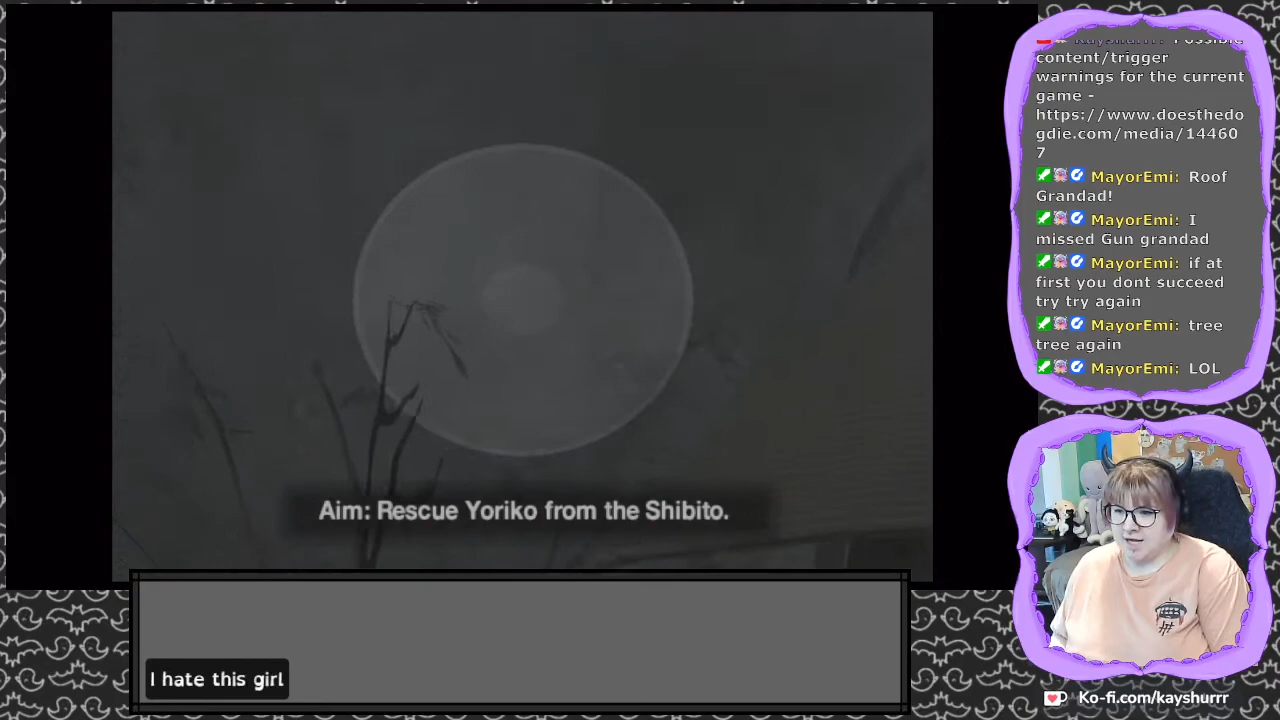 content/trigger
warnings for the current
game -
https://www.doesthedo
gdie.com/media/14460
7
MayorEmi: Roof
Grandad!
MayorEmi: I
missed Gun grandad
MayorEmi: if at
first you dont succeed
try try again
MayorEmi: tree
tree again
MayorEmi: LOL
Aim: Rescue Yoriko from the Shibito.
I hate this girl
Ko-fi.com/kayshurrr